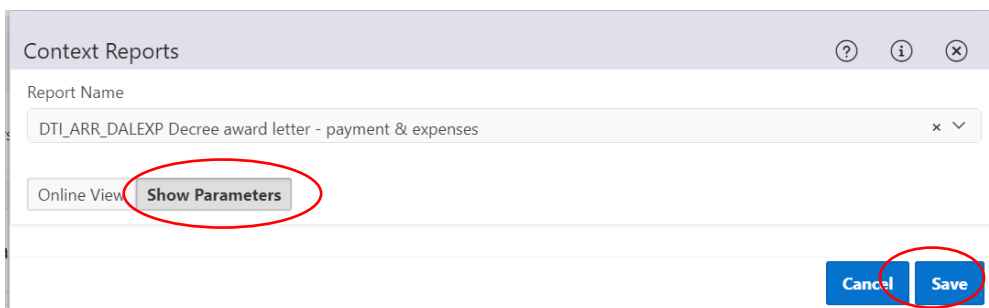 Context Reports
Report Name
DTI_ARR_DALEXP Decree award letter - payment & expenses
Online View Show Parameters
Cancel Save